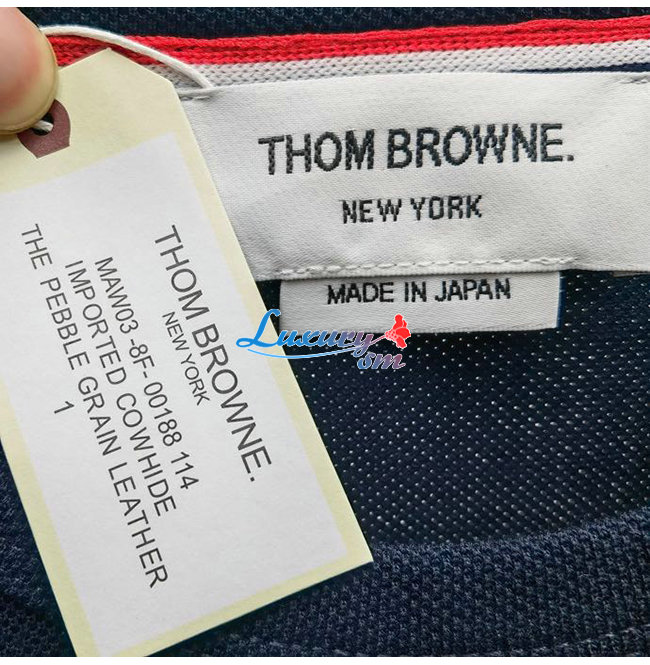 THOM BROWNE.
NEW YORK
MADE IN JAPAN
THOM BROWNE.
NEW YORK
MAW03-8F-00188 114
IMPORTED COWHIDE
THE PEBBLE GRAIN LEATHER
1
Luxury
sm